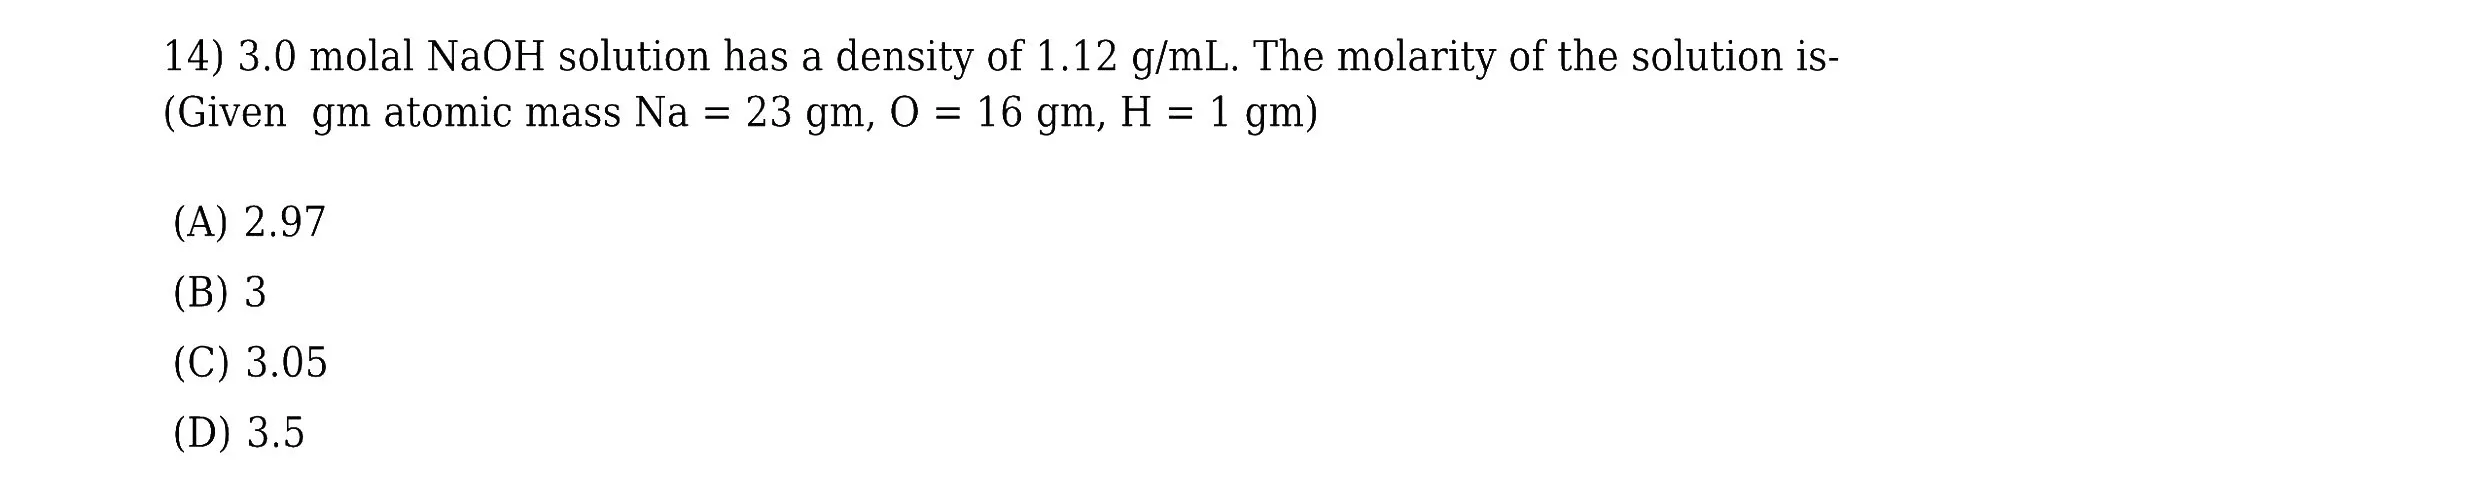 14) 3.0 molal NaOH solution has a density of 1.12 g/mL. The molarity of the solution is-
(Given  gm atomic mass Na = 23 gm, O = 16 gm, H = 1 gm)
(A) 2.97
(B) 3
(C) 3.05
(D) 3.5